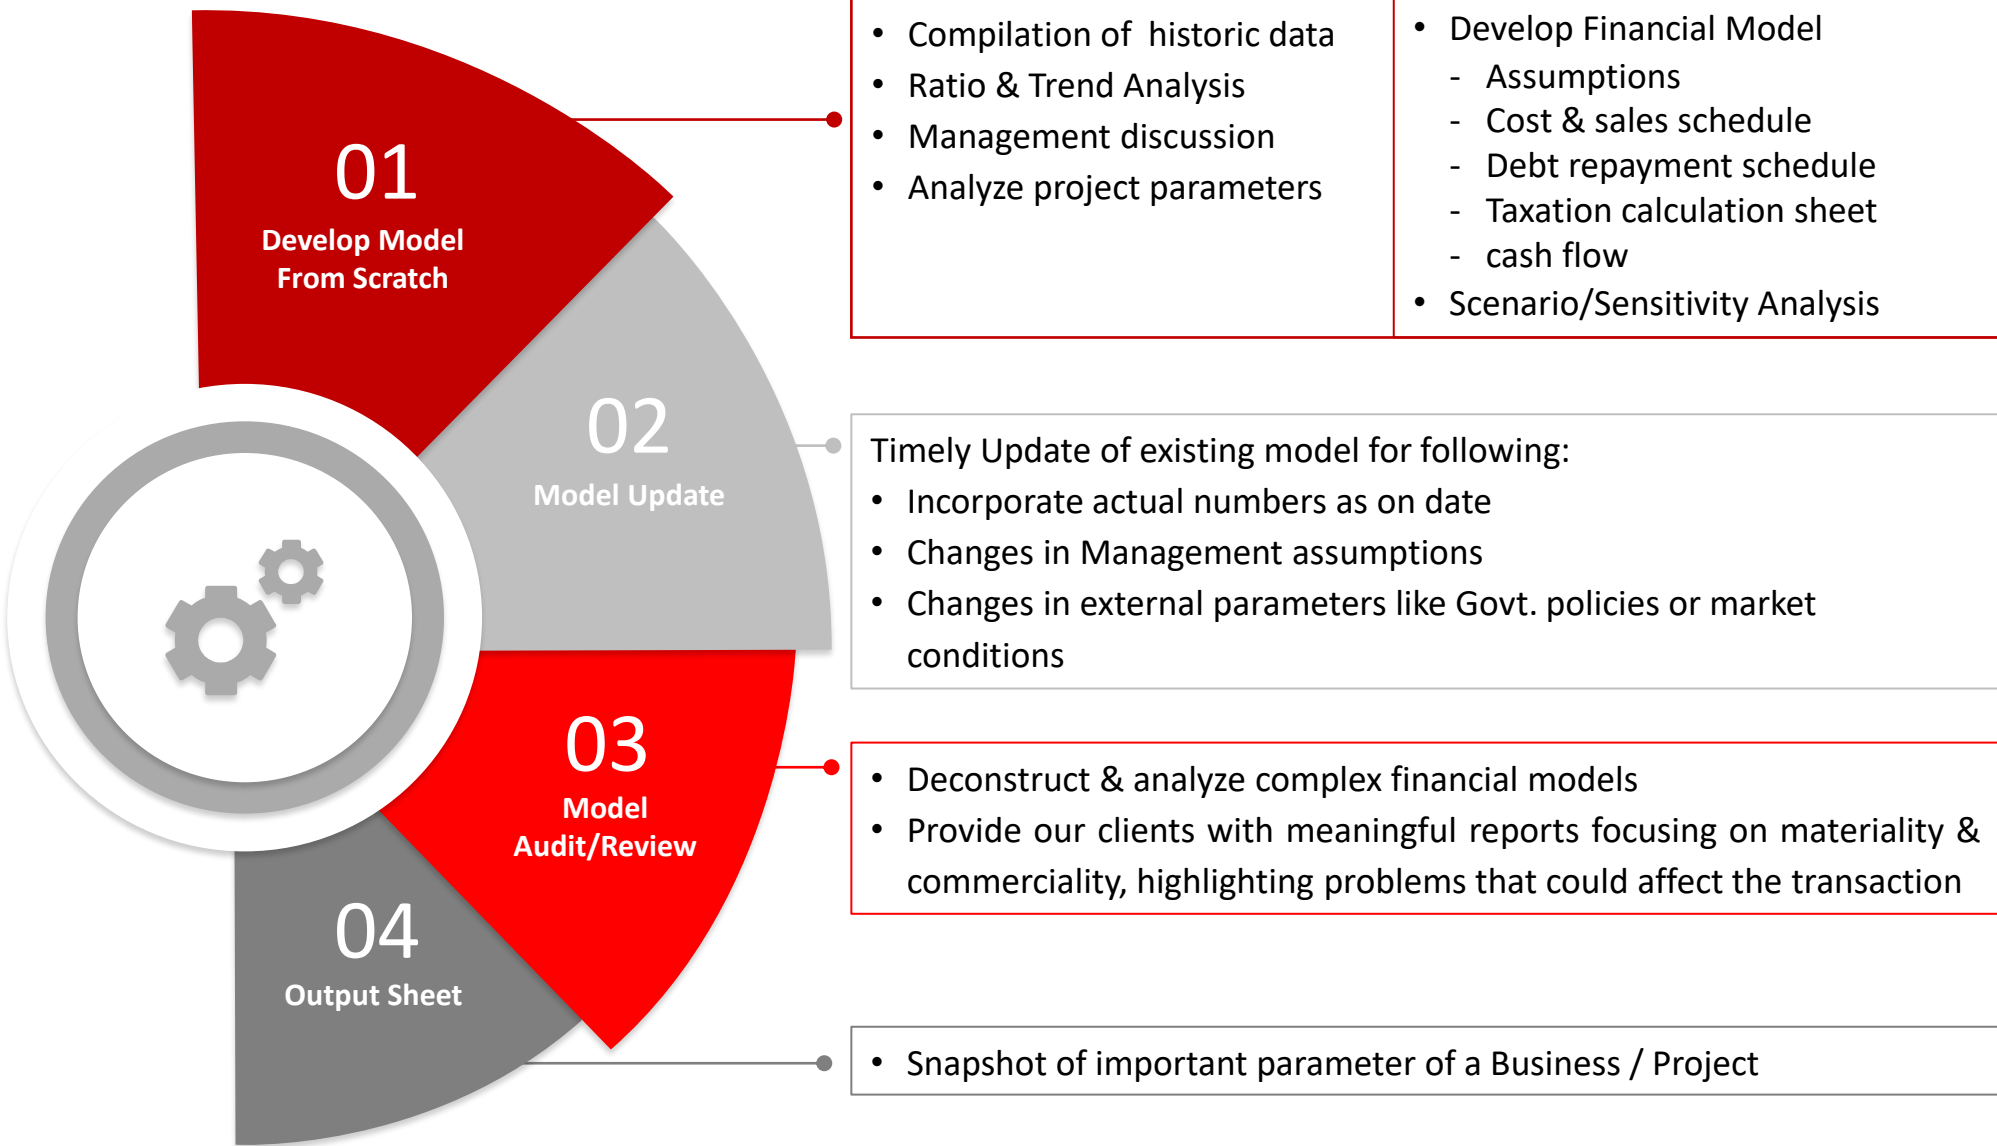 01
Develop Model
From Scratch
• Compilation of historic data
• Ratio & Trend Analysis
• Management discussion
• Analyze project parameters
• Develop Financial Model
- Assumptions
- Cost & sales schedule
- Debt repayment schedule
- Taxation calculation sheet
- cash flow
• Scenario/Sensitivity Analysis
02
Model Update
Timely Update of existing model for following:
• Incorporate actual numbers as on date
• Changes in Management assumptions
• Changes in external parameters like Govt. policies or market
conditions
03
Model
Audit/Review
• Deconstruct & analyze complex financial models
• Provide our clients with meaningful reports focusing on materiality &
commerciality, highlighting problems that could affect the transaction
04
Output Sheet
• Snapshot of important parameter of a Business / Project